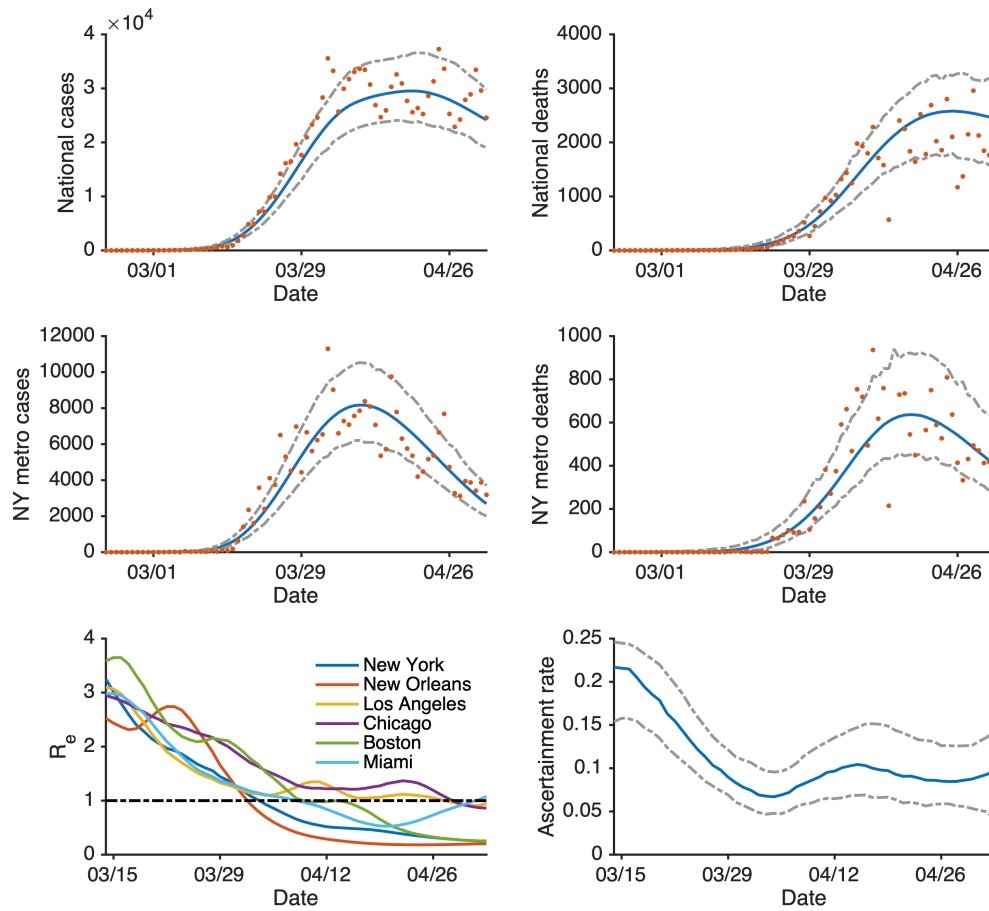 ×10⁴
4
3
2
1
0
National cases
03/01 03/29 04/26
Date
4000
3000
2000
1000
0
National deaths
03/01 03/29 04/26
Date
12000
10000
8000
6000
4000
2000
0
NY metro cases
03/01 03/29 04/26
Date
1000
800
600
400
200
0
NY metro deaths
03/01 03/29 04/26
Date
4
3
2
1
0
Rₑ
New York
New Orleans
Los Angeles
Chicago
Boston
Miami
03/15 03/29 04/12 04/26
Date
0.25
0.2
0.15
0.1
0.05
0
Ascertainment rate
03/15 03/29 04/12 04/26
Date